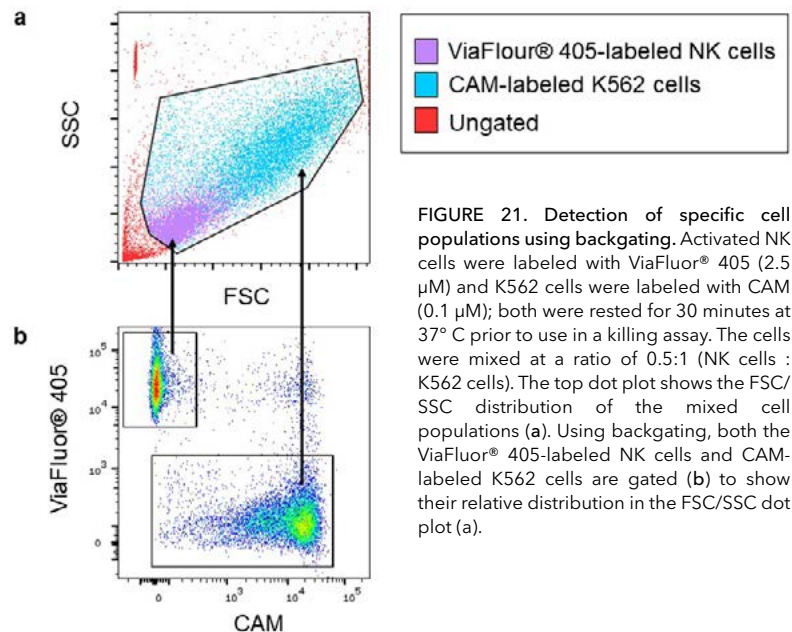 a
SSC
FSC
ViaFlour® 405-labeled NK cells
CAM-labeled K562 cells
Ungated
b
ViaFluor® 405
10⁵
10⁴
10³
0
0
10³
10⁴
10⁵
CAM
FIGURE 21. Detection of specific cell
populations using backgating. Activated NK
cells were labeled with ViaFluor® 405 (2.5
µM) and K562 cells were labeled with CAM
(0.1 µM); both were rested for 30 minutes at
37° C prior to use in a killing assay. The cells
were mixed at a ratio of 0.5:1 (NK cells :
K562 cells). The top dot plot shows the FSC/
SSC distribution of the mixed cell
populations (a). Using backgating, both the
ViaFluor® 405-labeled NK cells and CAM-
labeled K562 cells are gated (b) to show
their relative distribution in the FSC/SSC dot
plot (a).